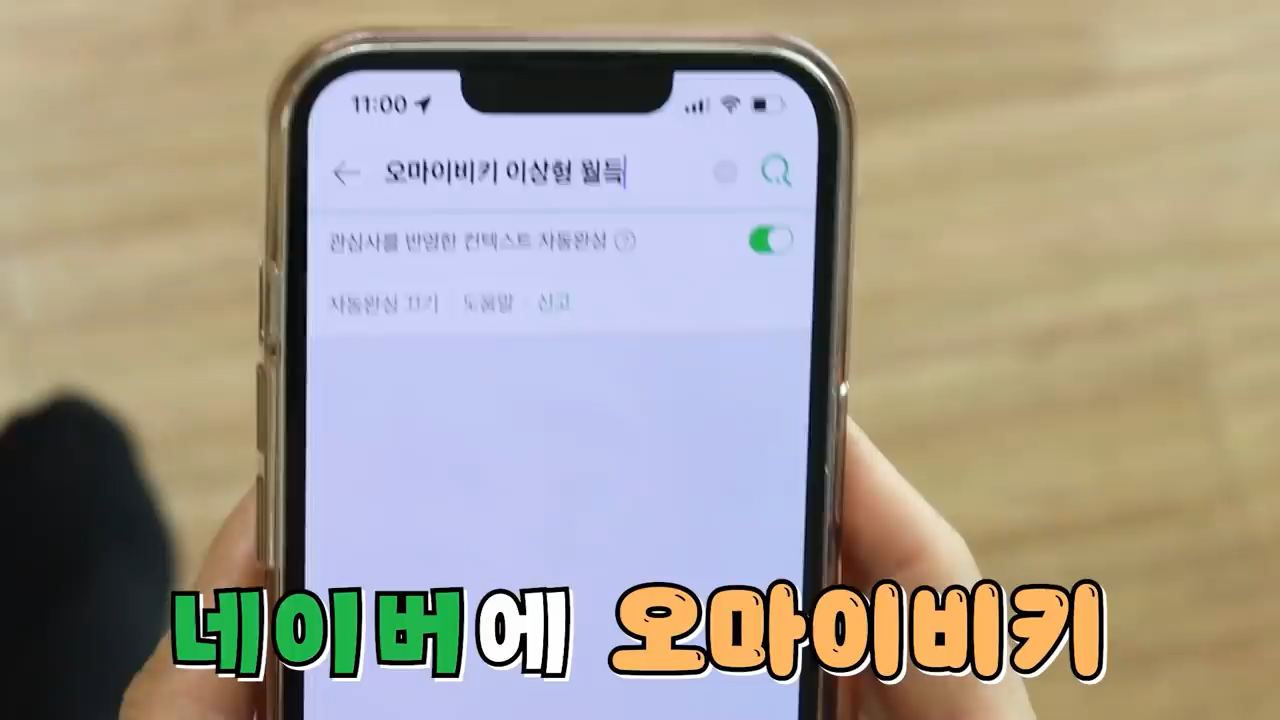 11:00
오마이비키 이상형 월득
관심사를 반영한 컨텍스트 자동완성 ?
자동완성 끄기 도움말 신고
네이버에 오마이비키